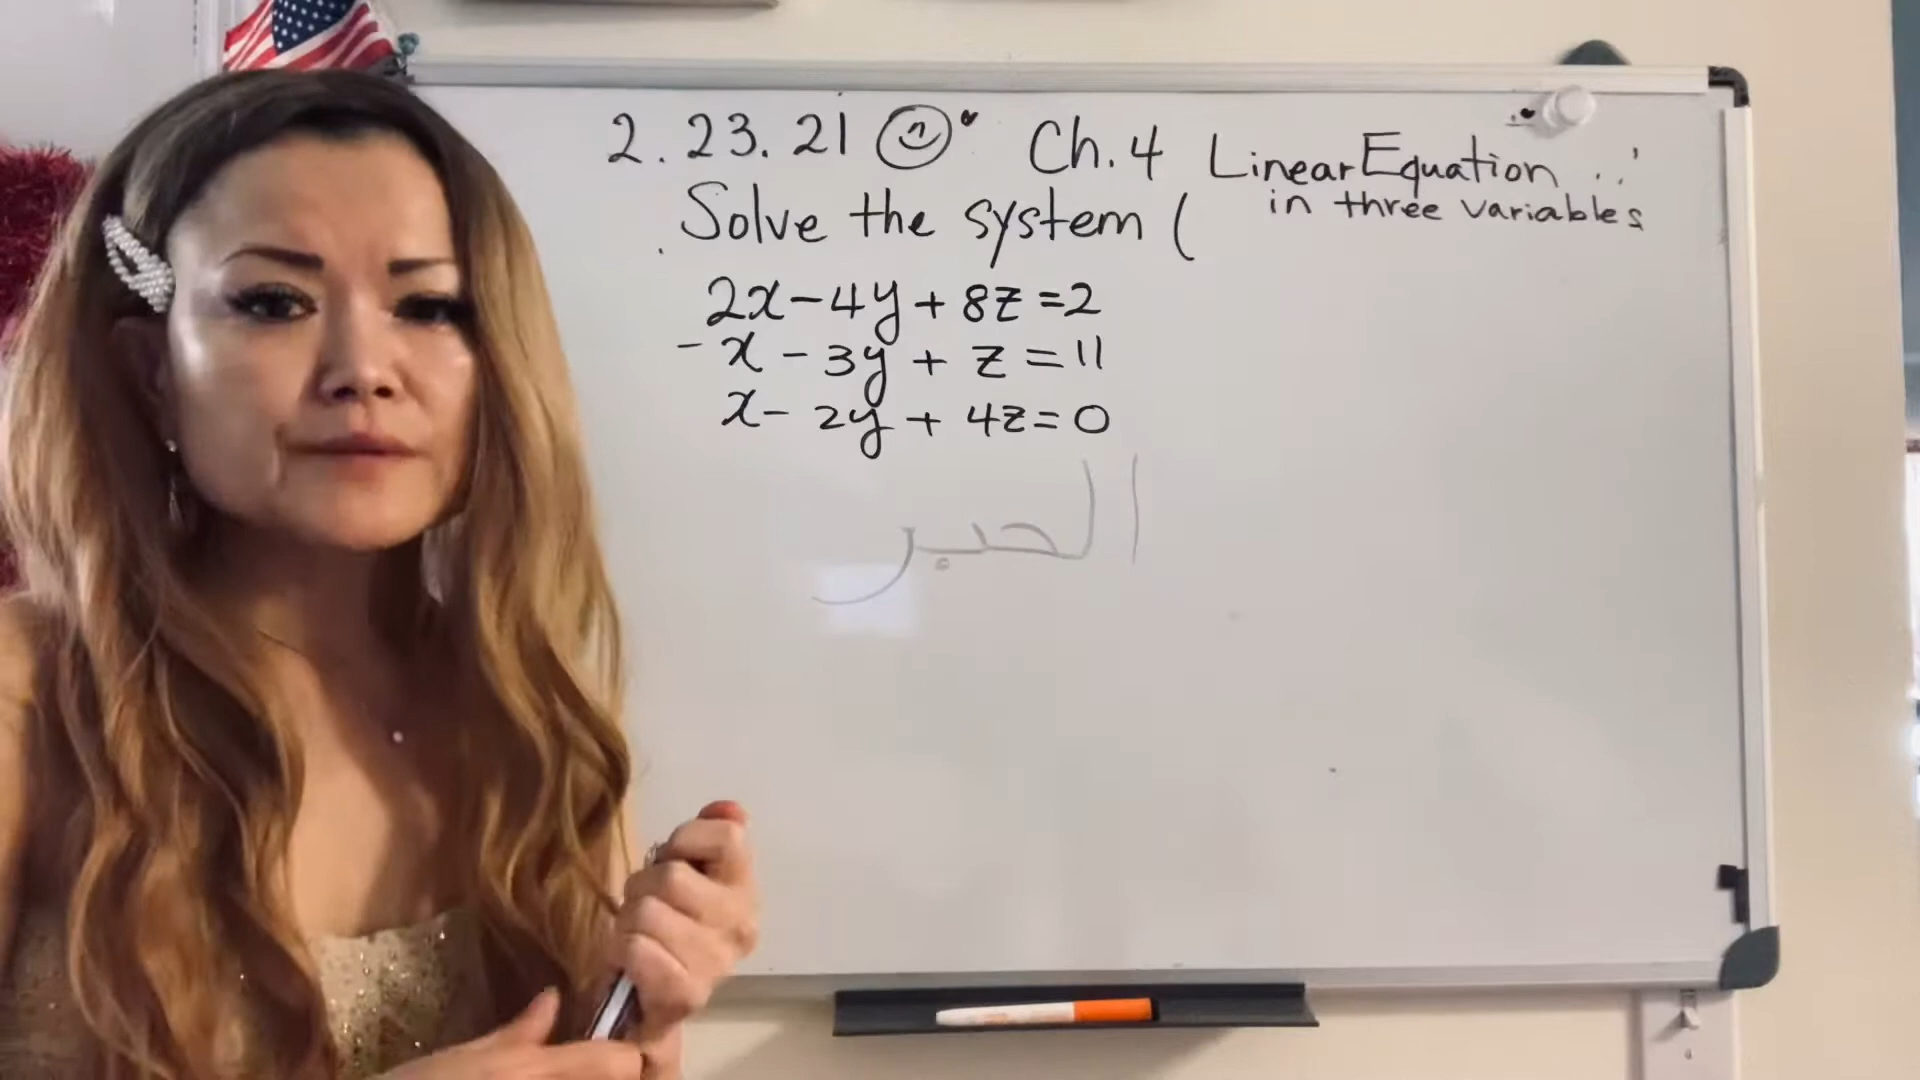 2.23.21 Ch.4 Linear Equation
Solve the system ( in three variables
2x-4y+8z=2
-x-3y+z=11
x-2y+4z=0
الحبر